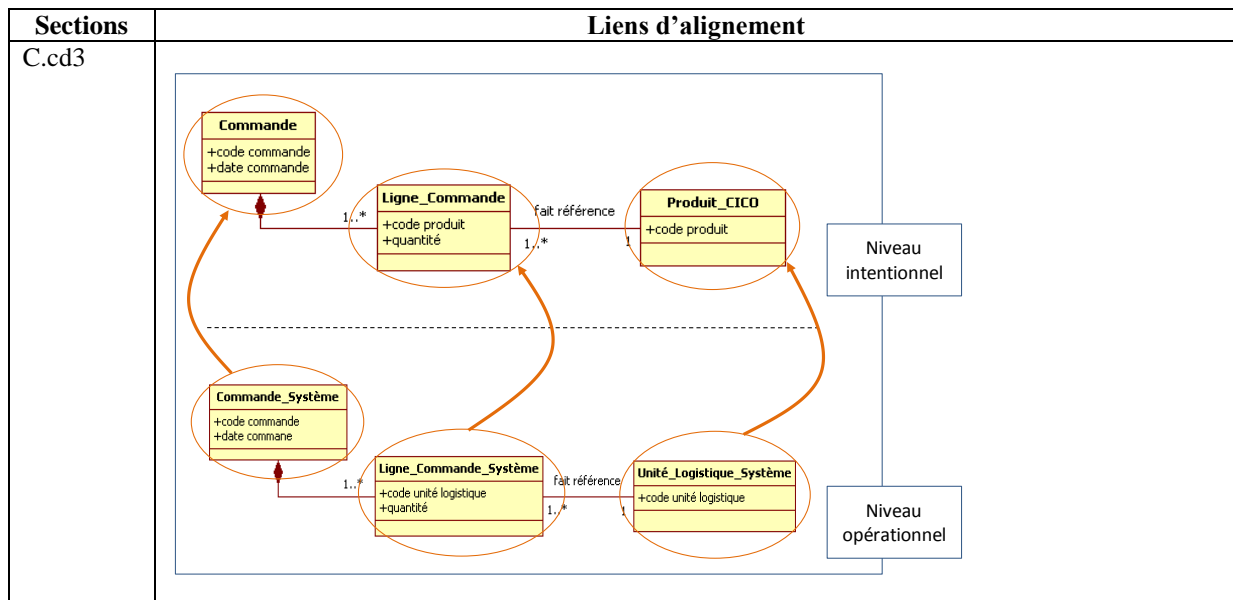 Sections
Liens d'alignement
C.cd3
Commande
+code commande
+date commande
1..*
Ligne_Commande
+code produit
+quantité
fait référence
1..*
1
Produit_CICO
+code produit
Niveau
intentionnel
Commande_Système
+code commande
+date commane
1..*
Ligne_Commande_Système
+code unité logistique
+quantité
fait référence
1..*
1
Unité_Logistique_Système
+code unité logistique
Niveau
opérationnel